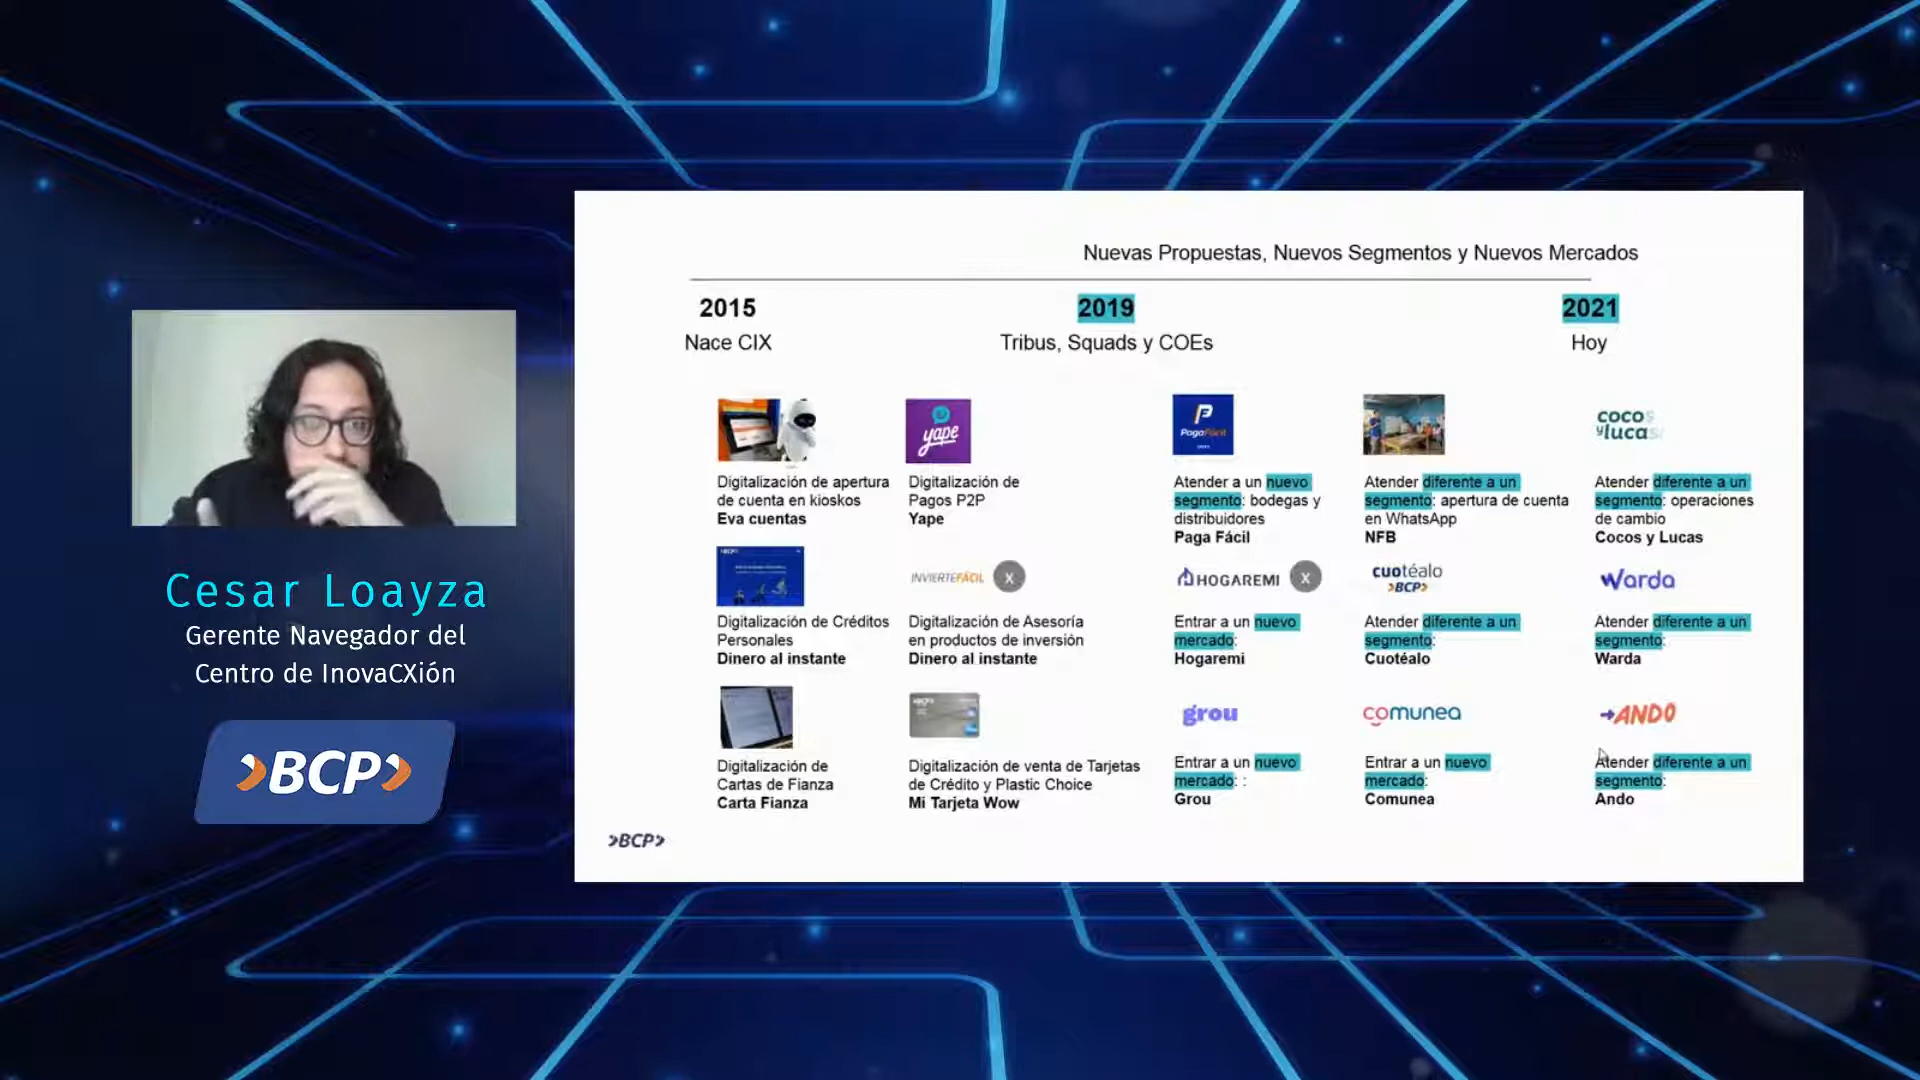 Cesar Loayza
Gerente Navegador del
Centro de InovaCXión
BCP
Nuevas Propuestas, Nuevos Segmentos y Nuevos Mercados
2015
Nace CIX
2019
Tribus, Squads y COEs
2021
Hoy
Digitalización de apertura
de cuenta en kioskos
Eva cuentas
yape
Digitalización de
Pagos P2P
Yape
PagaFácil
Atender a un nuevo
segmento: bodegas y
distribuidores
Paga Fácil
Atender diferente a un
segmento: apertura de cuenta
en WhatsApp
NFB
cocos
y lucas
Atender diferente a un
segmento: operaciones
de cambio
Cocos y Lucas
Digitalización de Créditos
Personales
Dinero al instante
INVIERTEFÁCIL X
Digitalización de Asesoría
en productos de inversión
Dinero al instante
HOGAREMI X
Entrar a un nuevo
mercado:
Hogaremi
cuotéalo
BCP
Atender diferente a un
segmento:
Cuotéalo
warda
Atender diferente a un
segmento:
Warda
Digitalización de
Cartas de Fianza
Carta Fianza
Digitalización de venta de Tarjetas
de Crédito y Plastic Choice
Mi Tarjeta Wow
grou
Entrar a un nuevo
mercado: :
Grou
comunea
Entrar a un nuevo
mercado:
Comunea
ANDO
Atender diferente a un
segmento:
Ando
BCP